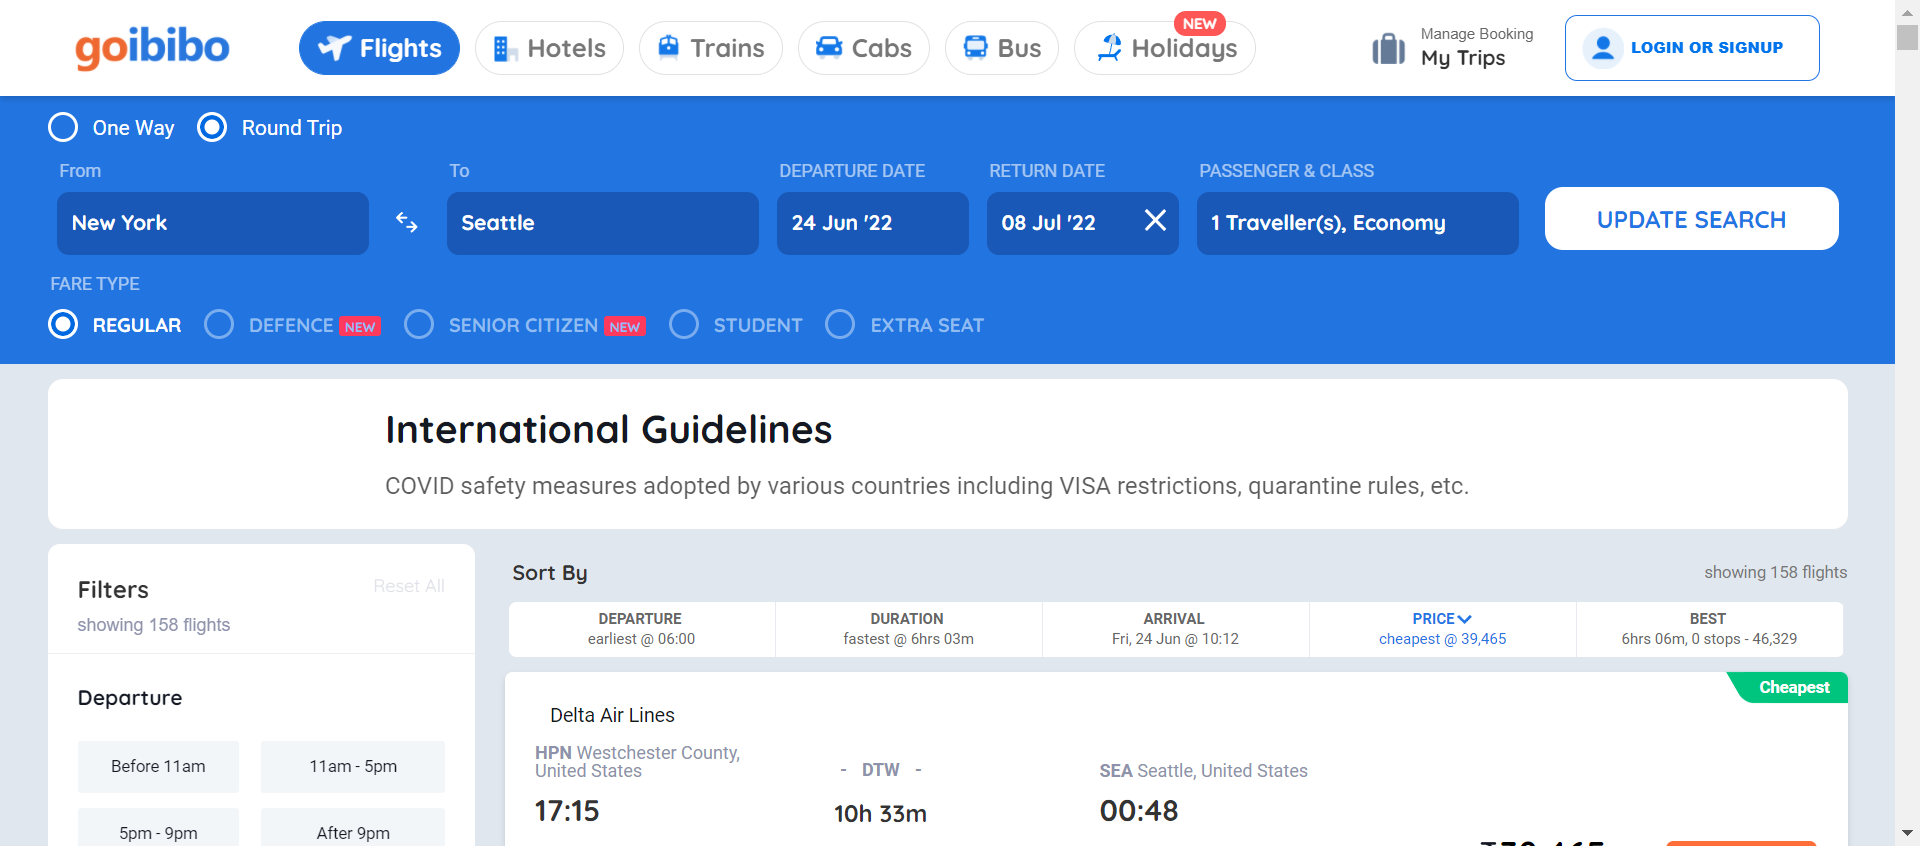 goibibo
Flights
Hotels
Trains
Cabs
Bus
Holidays
NEW
Manage Booking
My Trips
LOGIN OR SIGNUP
One Way
Round Trip
From
To
DEPARTURE DATE
RETURN DATE
PASSENGER & CLASS
New York
Seattle
24 Jun '22
08 Jul '22
1 Traveller(s), Economy
UPDATE SEARCH
FARE TYPE
REGULAR
DEFENCE NEW
SENIOR CITIZEN NEW
STUDENT
EXTRA SEAT
International Guidelines
COVID safety measures adopted by various countries including VISA restrictions, quarantine rules, etc.
Filters
Reset All
showing 158 flights
Departure
Before 11am
11am - 5pm
5pm - 9pm
After 9pm
Sort By
showing 158 flights
DEPARTURE
earliest @ 06:00
DURATION
fastest @ 6hrs 03m
ARRIVAL
Fri, 24 Jun @ 10:12
PRICE
cheapest @ 39,465
BEST
6hrs 06m, 0 stops - 46,329
Cheapest
Delta Air Lines
HPN Westchester County,
United States
17:15
- DTW -
10h 33m
SEA Seattle, United States
00:48